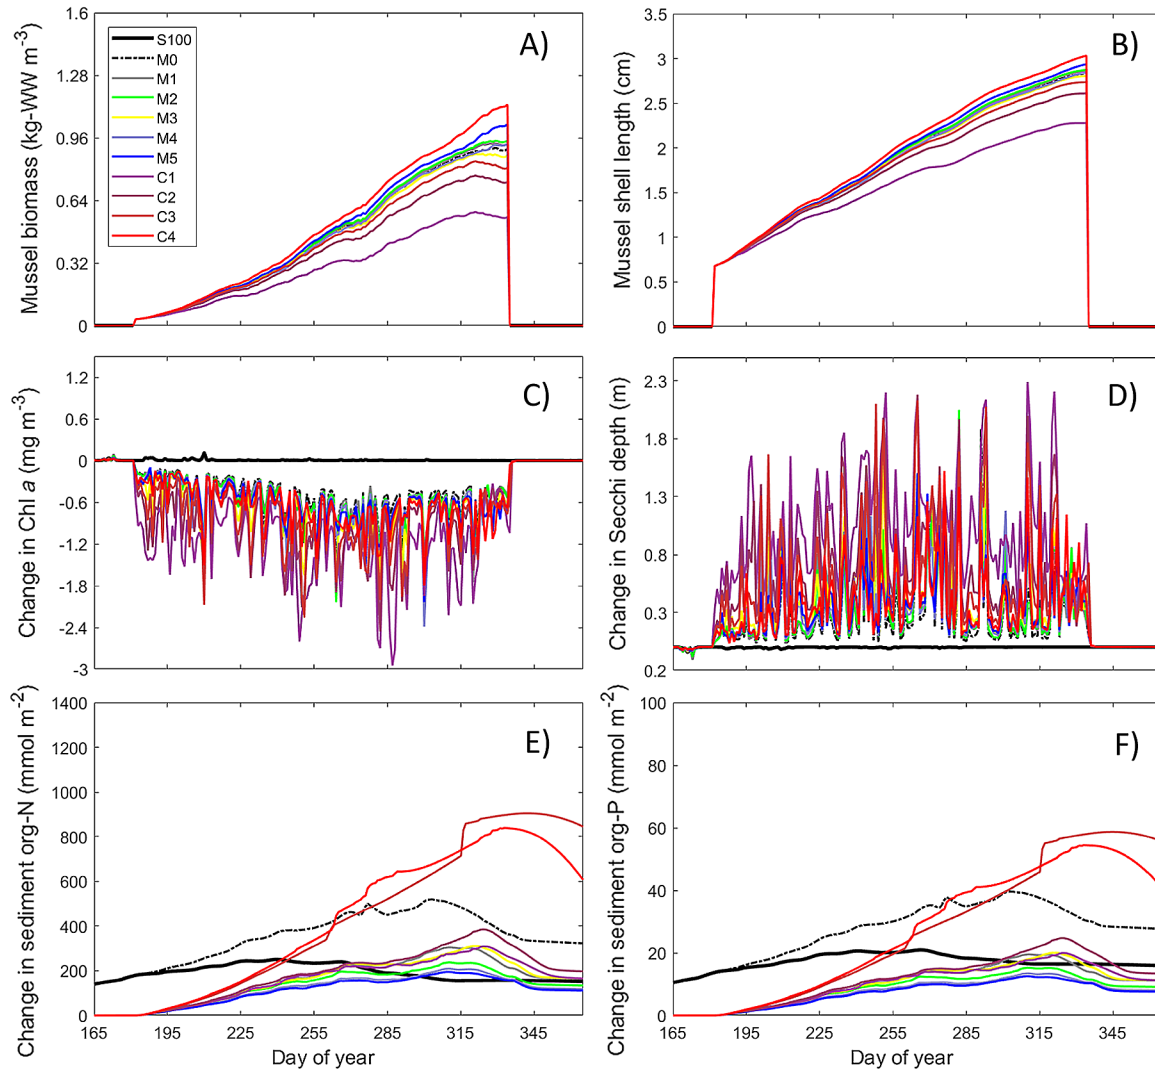 A)
Mussel biomass (kg-WW m⁻³)
1.6
1.28
0.96
0.64
0.32
0
S100
M0
M1
M2
M3
M4
M5
C1
C2
C3
C4
B)
Mussel shell length (cm)
3.5
3
2.5
2
1.5
1
0.5
0
C)
Change in Chl a (mg m⁻³)
1.2
0.6
0
-0.6
-1.2
-1.8
-2.4
-3
D)
Change in Secchi depth (m)
2.3
1.8
1.3
0.8
0.3
0.2
E)
Change in sediment org-N (mmol m⁻²)
1400
1200
1000
800
600
400
200
0
165 195 225 255 285 315 345
Day of year
F)
Change in sediment org-P (mmol m⁻²)
100
80
60
40
20
0
165 195 225 255 285 315 345
Day of year